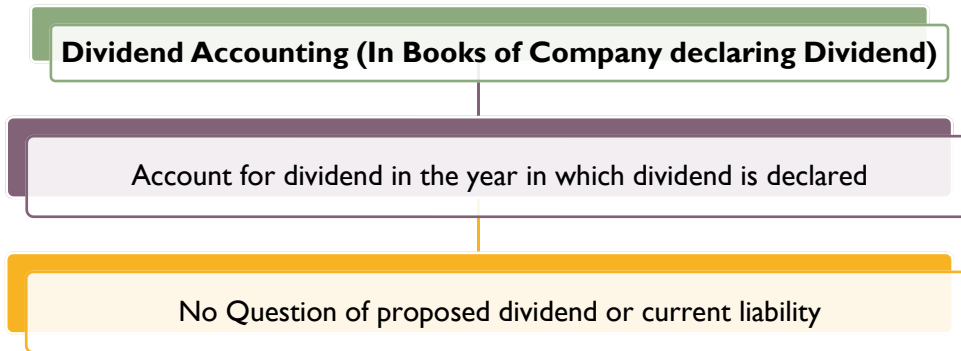 Dividend Accounting (In Books of Company declaring Dividend)
Account for dividend in the year in which dividend is declared
No Question of proposed dividend or current liability